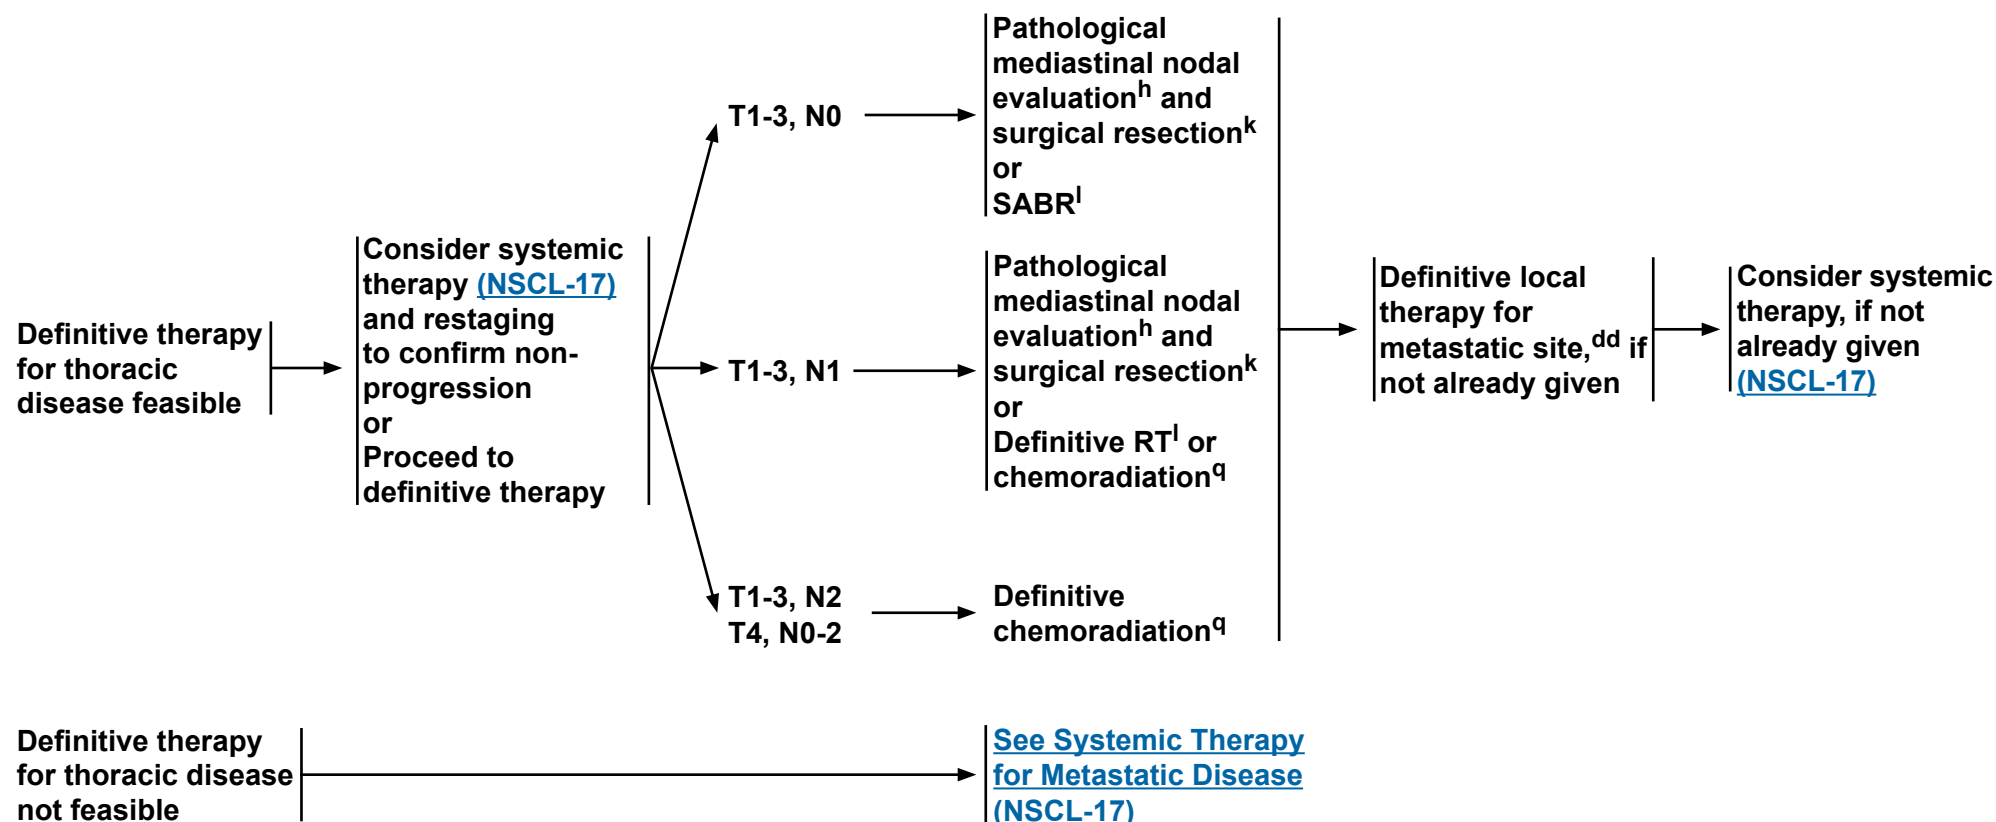 Definitive therapy
for thoracic
disease feasible
Consider systemic
therapy (NSCL-17)
and restaging
to confirm non-
progression
or
Proceed to
definitive therapy
T1-3, N0
Pathological
mediastinal nodal
evaluationh and
surgical resectionk
or
SABRl
T1-3, N1
Pathological
mediastinal nodal
evaluationh and
surgical resectionk
or
Definitive RTl or
chemoradiationq
T1-3, N2
T4, N0-2
Definitive
chemoradiationq
Definitive local
therapy for
metastatic site,dd if
not already given
Consider systemic
therapy, if not
already given
(NSCL-17)
Definitive therapy
for thoracic disease
not feasible
See Systemic Therapy
for Metastatic Disease
(NSCL-17)